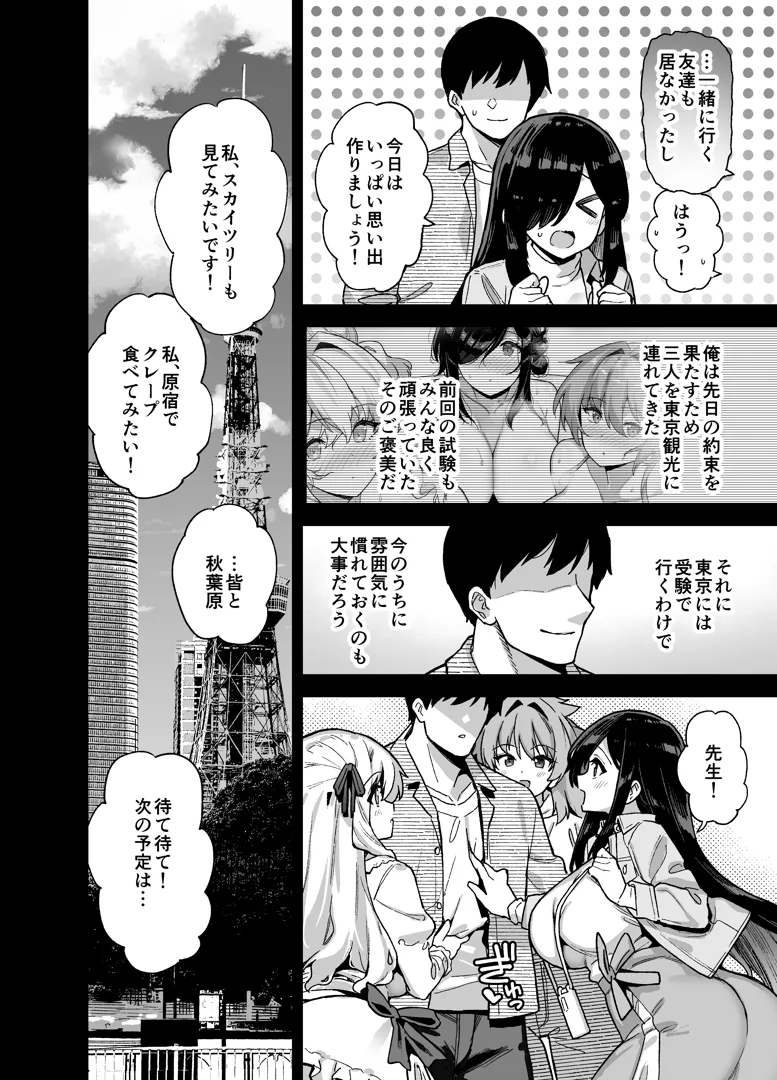 …一緒に行く
友達も
居なかったし
はうっ！
今日は
いっぱい思い出
作りましょう！
俺は先日の約束を
果たすため
三人を東京観光に
連れてきた
前回の試験も
みんな良く
頑張っていた
そのご褒美だ
それに
東京には
受験で
行くわけで
今のうちに
雰囲気に
慣れておくのも
大事だろう
先生！
私、スカイツリーも
見てみたいです！
私、原宿で
クレープ
食べてみたい！
…皆と
秋葉原
待て待て！
次の予定は…